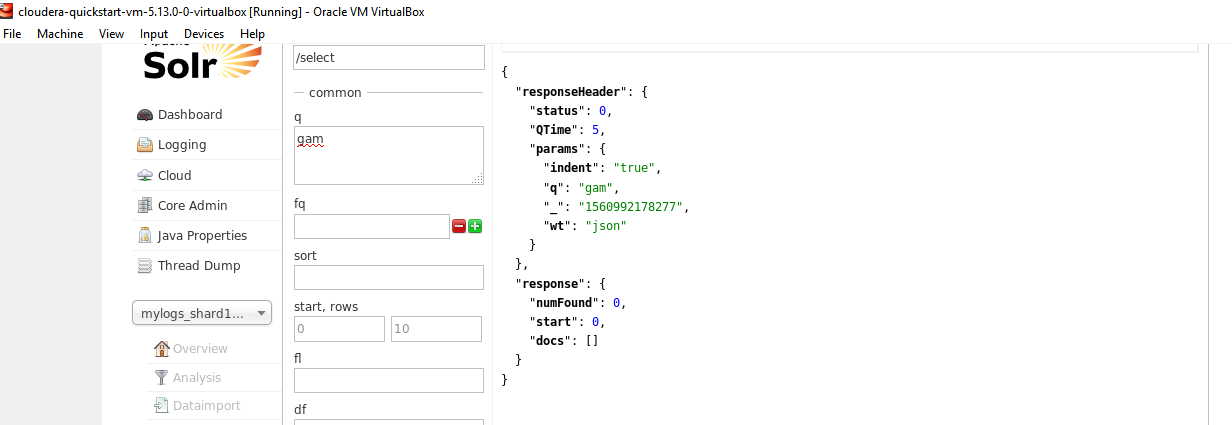 cloudera-quickstart-vm-5.13.0-0-virtualbox [Running] - Oracle VM VirtualBox
File Machine View Input Devices Help
Solr
Dashboard
Logging
Cloud
Core Admin
Java Properties
Thread Dump
mylogs_shard1...
Overview
Analysis
Dataimport
/select
common
q
gam
fq
sort
start, rows
0 10
fl
df
{
"responseHeader": {
"status": 0,
"QTime": 5,
"params": {
"indent": "true",
"q": "gam",
"_": "1560992178277",
"wt": "json"
}
},
"response": {
"numFound": 0,
"start": 0,
"docs": []
}
}